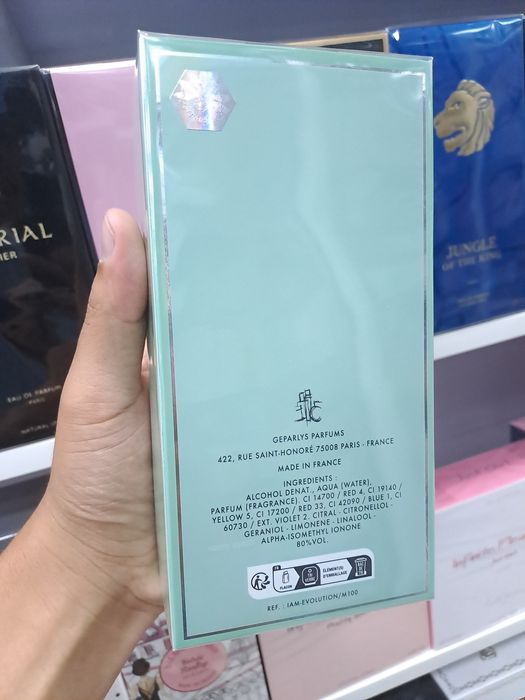 GEPARLYS PARFUMS
422, RUE SAINT-HONORÉ 75008 PARIS - FRANCE
MADE IN FRANCE
INGREDIENTS :
ALCOHOL DENAT., AQUA (WATER),
PARFUM (FRAGRANCE), CI 14700 / RED 4, CI 19140 /
YELLOW 5, CI 17200 / RED 33, CI 42090 / BLUE 1, CI
60730 / EXT. VIOLET 2. CITRAL - CITRONELLOL -
GERANIOL - LIMONENE - LINALOOL -
ALPHA-ISOMETHYL IONONE
80%VOL.
FR
FLACON
ÉLÉMENT(S)
D'EMBALLAGE
REF. : IAM-EVOLUTION/M100
RIAL
IER
EAU DE PARFUM
PARIS
JUNGLE
OF THE KING